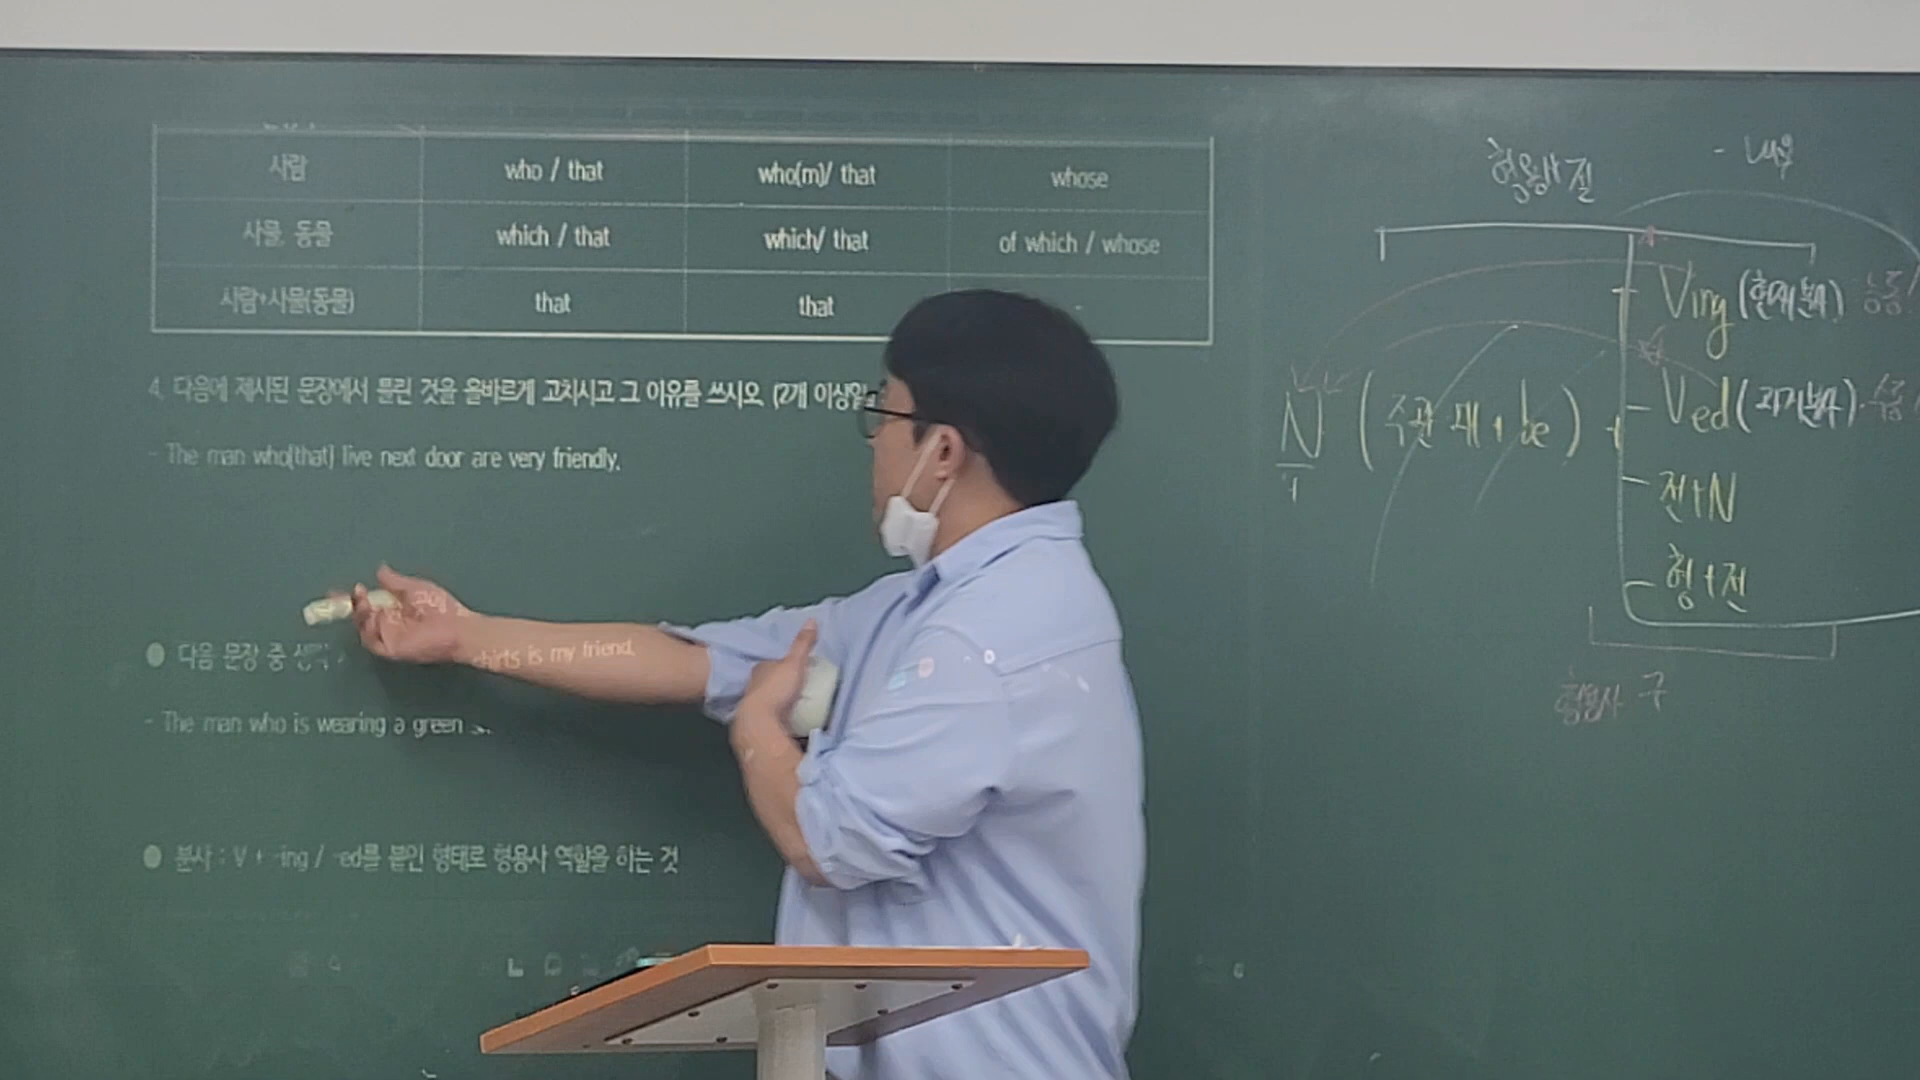 사람 who / that who(m)/ that whose
사물, 동물 which / that which/ that of which / whose
사람+사물(동물) that that -
4. 다음에 제시된 문장에서 틀린 것을 올바르게 고치시고 그 이유를 쓰시오. (2개 이상일
- The man who(that) live next door are very friendly.
● 다음 문장 중
- The man who is wearing a green
shirts is my friend.
● 분사 : V + -ing / -ed를 붙인 형태로 형용사 역할을 하는 것
형용사 절
Ving (현재분사) 능동
N (주관대 + be) +
Ved (과거분사)
전+N
형+전
형용사 구